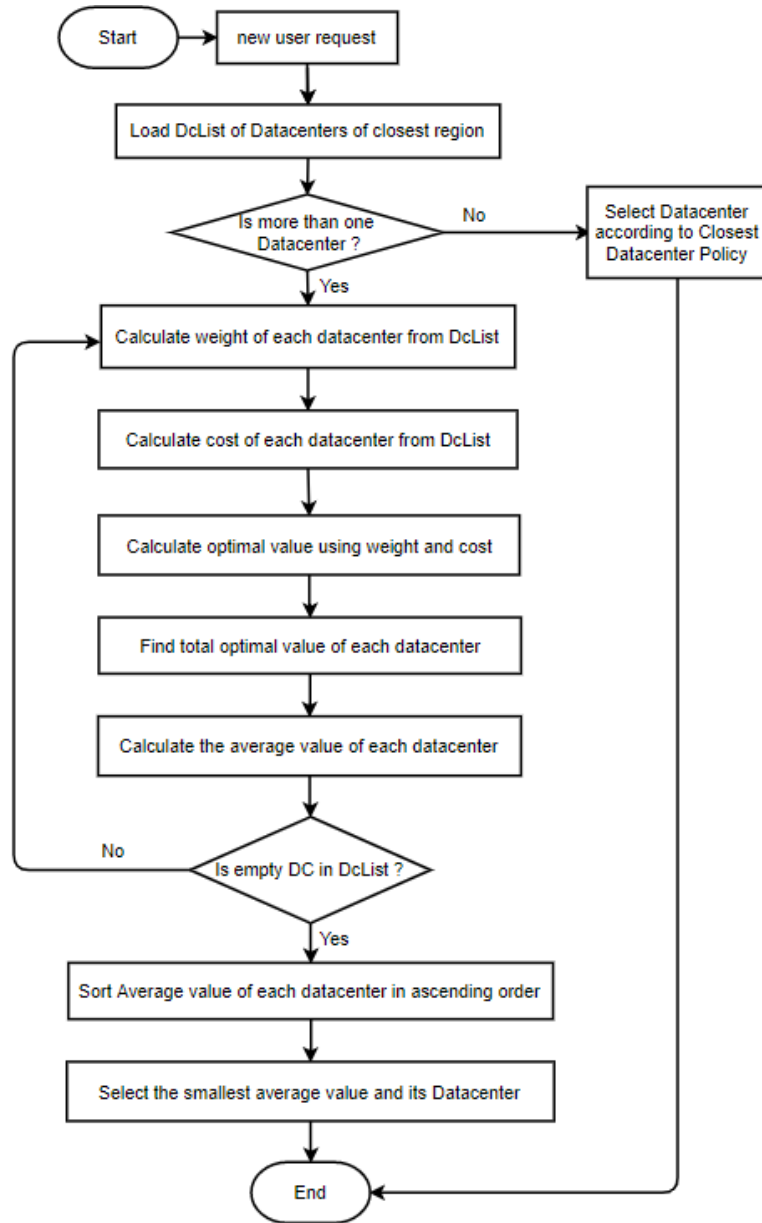 Start
new user request
Load DcList of Datacenters of closest region
Is more than one
Datacenter ?
No
Select Datacenter
according to Closest
Datacenter Policy
Yes
Calculate weight of each datacenter from DcList
Calculate cost of each datacenter from DcList
Calculate optimal value using weight and cost
Find total optimal value of each datacenter
Calculate the average value of each datacenter
No
Is empty DC in DcList ?
Yes
Sort Average value of each datacenter in ascending order
Select the smallest average value and its Datacenter
End